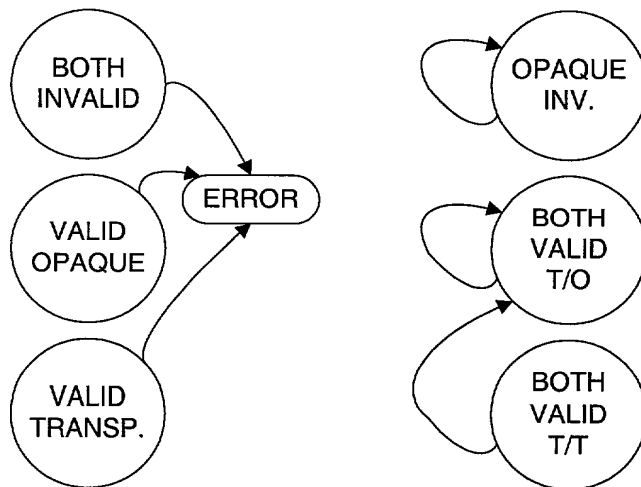 BOTH
INVALID
OPAQUE
INV.
ERROR
VALID
OPAQUE
BOTH
VALID
T/O
VALID
TRANSP.
BOTH
VALID
T/T